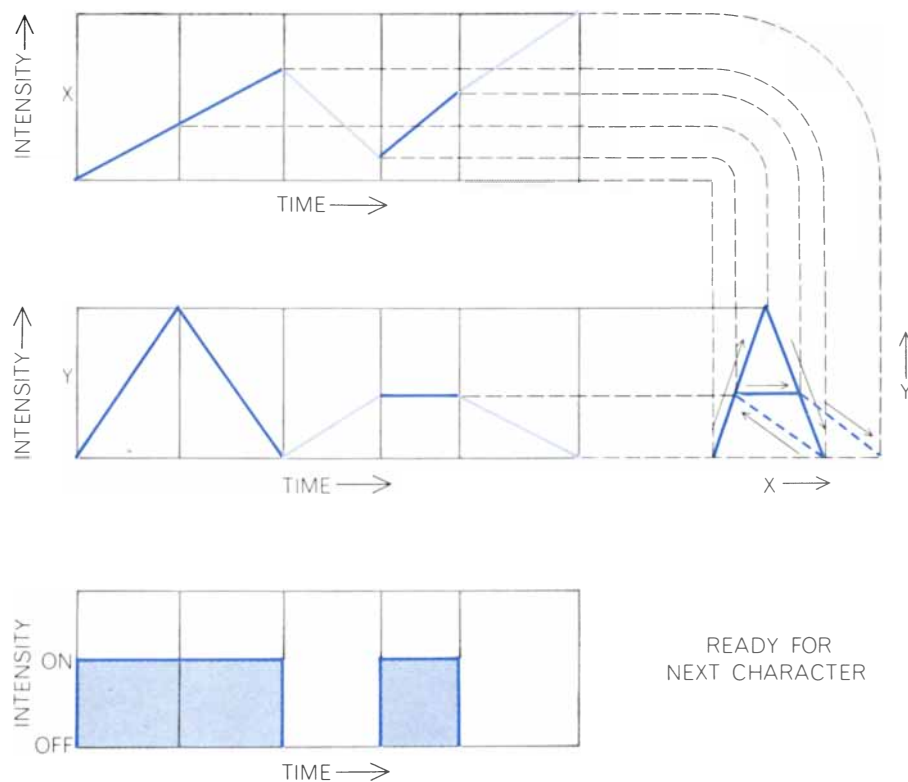 INTENSITY →
X
TIME →
INTENSITY →
Y
TIME →
Y →
X →
INTENSITY
ON
OFF
TIME →
READY FOR
NEXT CHARACTER